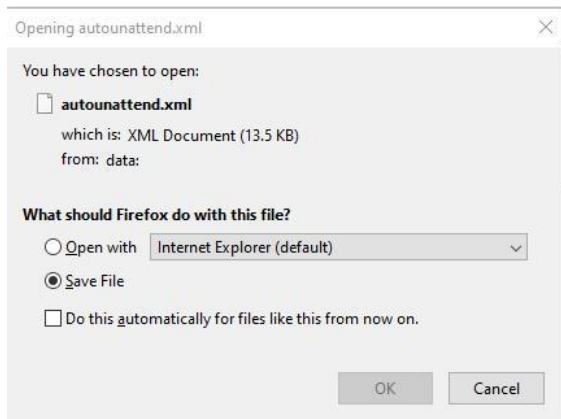 Opening autounattend.xml
You have chosen to open:
autounattend.xml
which is: XML Document (13.5 KB)
from: data:
What should Firefox do with this file?
Open with
Internet Explorer (default)
Save File
Do this automatically for files like this from now on.
OK
Cancel